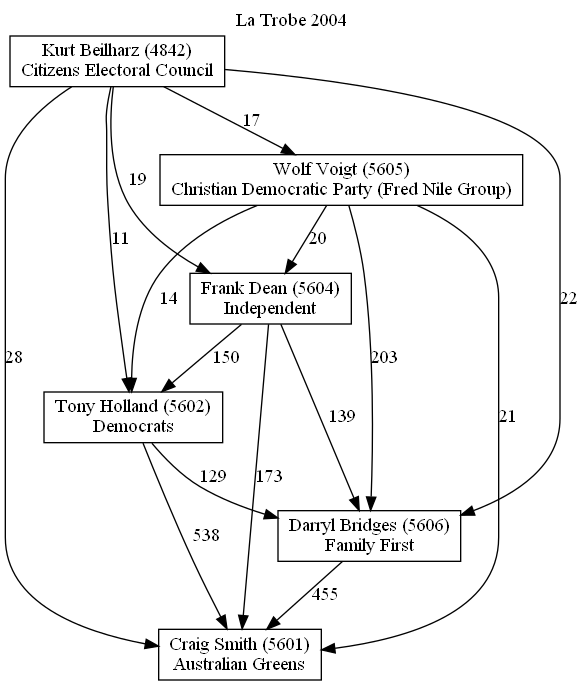 La Trobe 2004
Kurt Beilharz (4842)
Citizens Electoral Council
17
Wolf Voigt (5605)
Christian Democratic Party (Fred Nile Group)
19
11
20
Frank Dean (5604)
Independent
14
22
28
150
203
Tony Holland (5602)
Democrats
139
21
129
173
Darryl Bridges (5606)
Family First
538
455
Craig Smith (5601)
Australian Greens